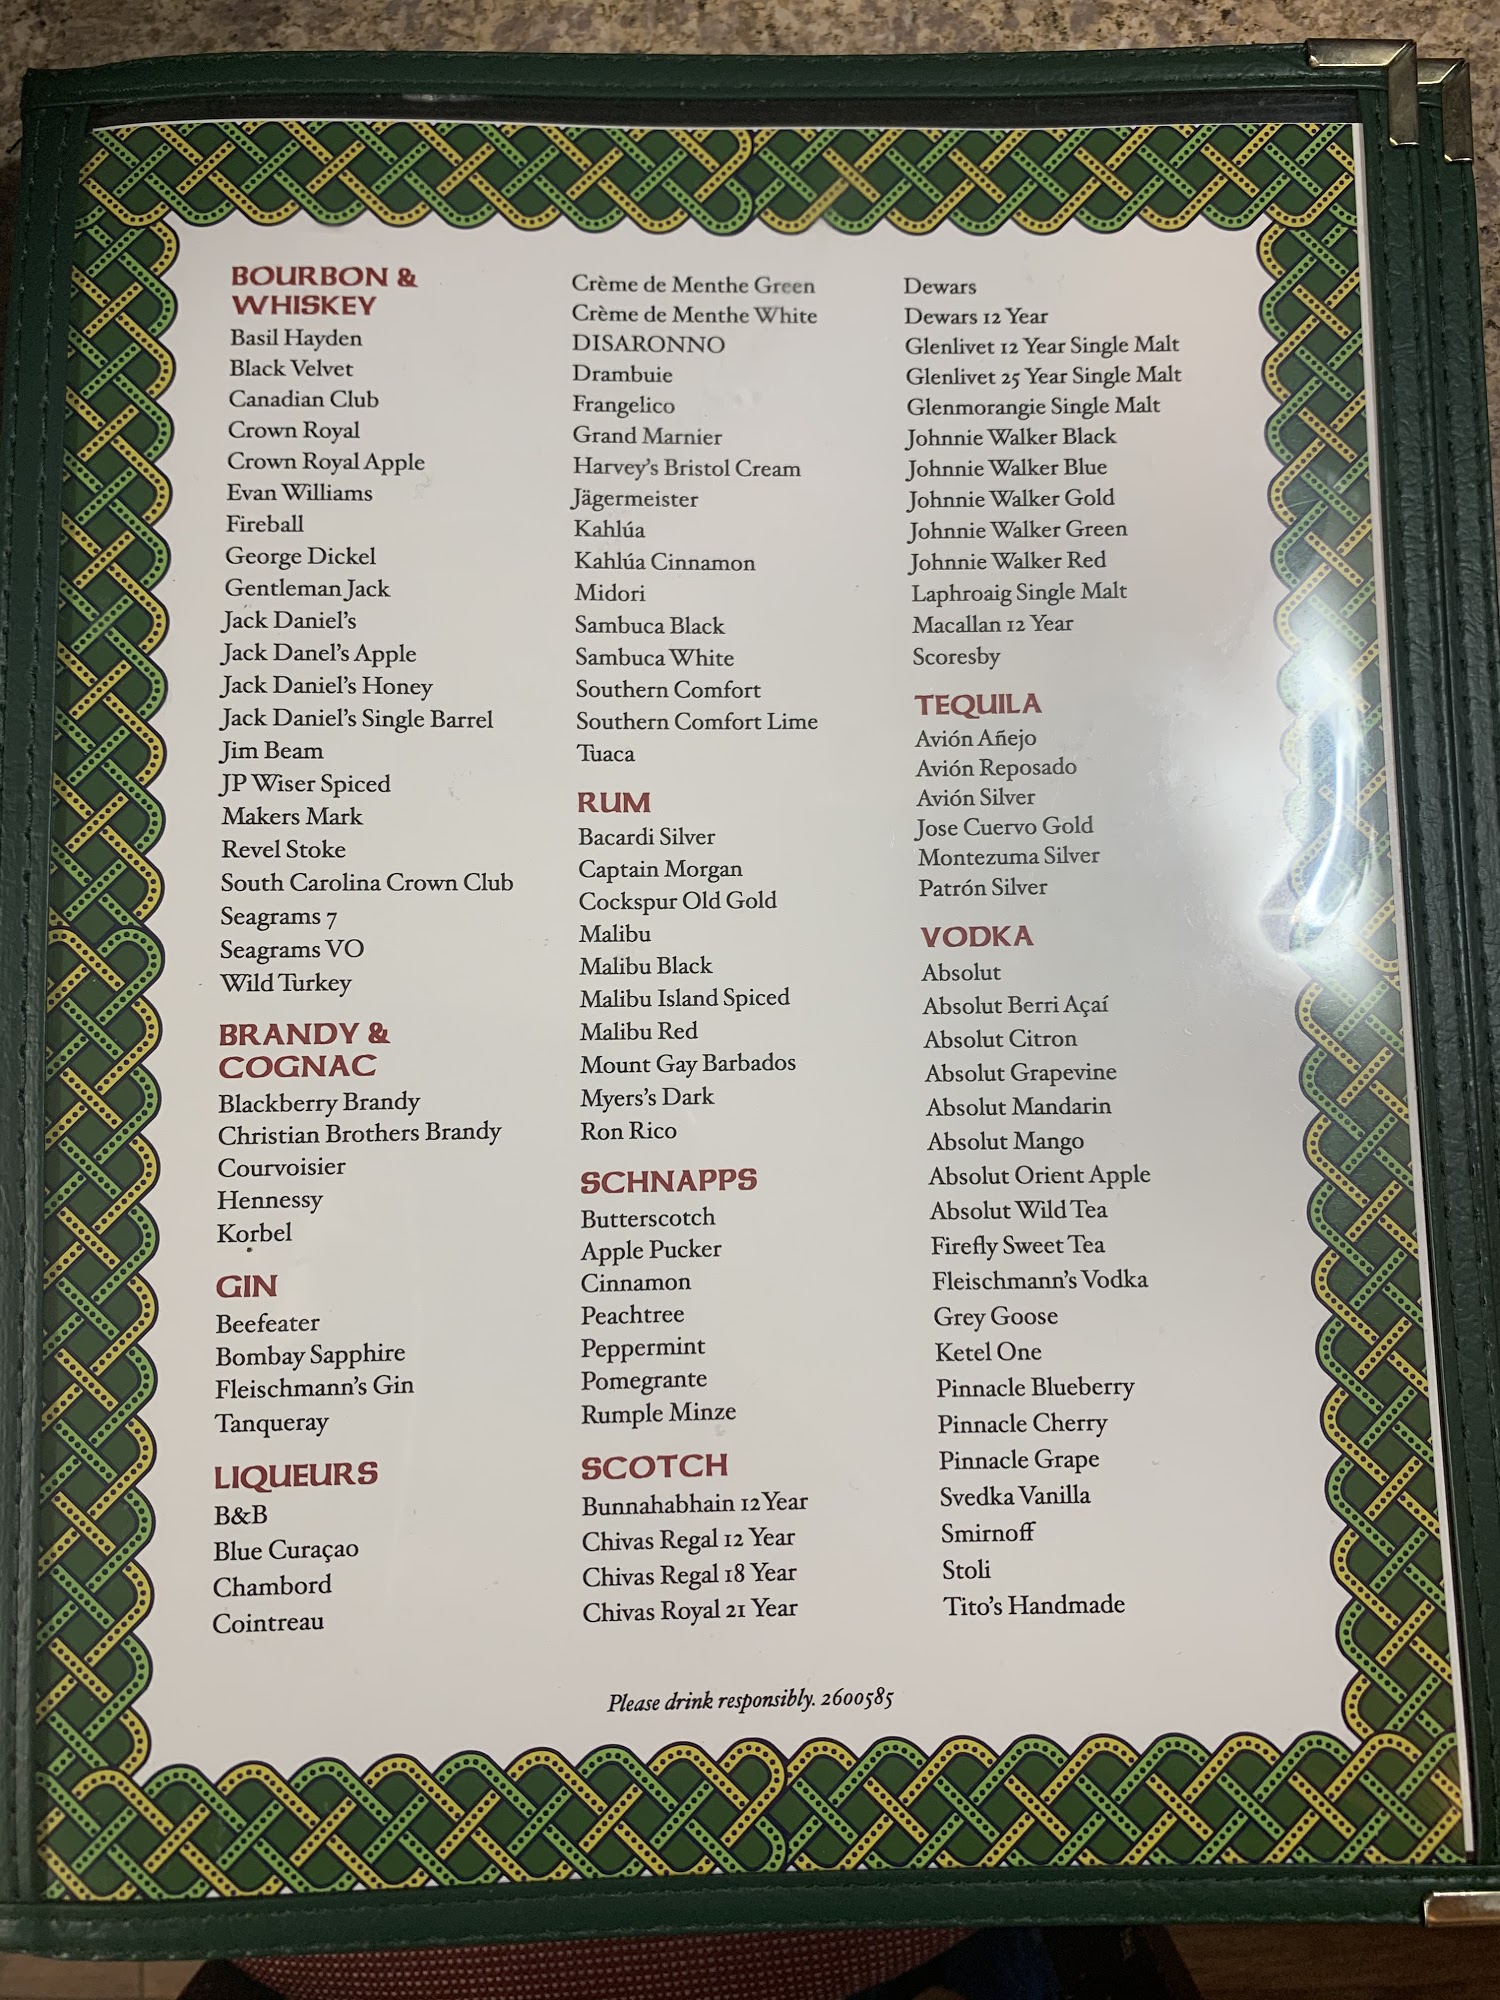 BOURBON &
WHISKEY
Basil Hayden
Black Velvet
Canadian Club
Crown Royal
Crown Royal Apple
Evan Williams
Fireball
George Dickel
Gentleman Jack
Jack Daniel's
Jack Danel's Apple
Jack Daniel's Honey
Jack Daniel's Single Barrel
Jim Beam
JP Wiser Spiced
Makers Mark
Revel Stoke
South Carolina Crown Club
Seagrams 7
Seagrams VO
Wild Turkey
BRANDY &
COGNAC
Blackberry Brandy
Christian Brothers Brandy
Courvoisier
Hennessy
Korbel
GIN
Beefeater
Bombay Sapphire
Fleischmann's Gin
Tanqueray
LIQUEURS
B&B
Blue Curaçao
Chambord
Cointreau
Crème de Menthe Green
Crème de Menthe White
DISARONNO
Drambuie
Frangelico
Grand Marnier
Harvey's Bristol Cream
Jägermeister
Kahlúa
Kahlúa Cinnamon
Midori
Sambuca Black
Sambuca White
Southern Comfort
Southern Comfort Lime
Tuaca
RUM
Bacardi Silver
Captain Morgan
Cockspur Old Gold
Malibu
Malibu Black
Malibu Island Spiced
Malibu Red
Mount Gay Barbados
Myers's Dark
Ron Rico
SCHNAPPS
Butterscotch
Apple Pucker
Cinnamon
Peachtree
Peppermint
Pomegrante
Rumple Minze
SCOTCH
Bunnahabhain 12 Year
Chivas Regal 12 Year
Chivas Regal 18 Year
Chivas Royal 21 Year
Dewars
Dewars 12 Year
Glenlivet 12 Year Single Malt
Glenlivet 25 Year Single Malt
Glenmorangie Single Malt
Johnnie Walker Black
Johnnie Walker Blue
Johnnie Walker Gold
Johnnie Walker Green
Johnnie Walker Red
Laphroaig Single Malt
Macallan 12 Year
Scoresby
TEQUILA
Avión Añejo
Avión Reposado
Avión Silver
Jose Cuervo Gold
Montezuma Silver
Patrón Silver
VODKA
Absolut
Absolut Berri Açaí
Absolut Citron
Absolut Grapevine
Absolut Mandarin
Absolut Mango
Absolut Orient Apple
Absolut Wild Tea
Firefly Sweet Tea
Fleischmann's Vodka
Grey Goose
Ketel One
Pinnacle Blueberry
Pinnacle Cherry
Pinnacle Grape
Svedka Vanilla
Smirnoff
Stoli
Tito's Handmade
Please drink responsibly. 2600585